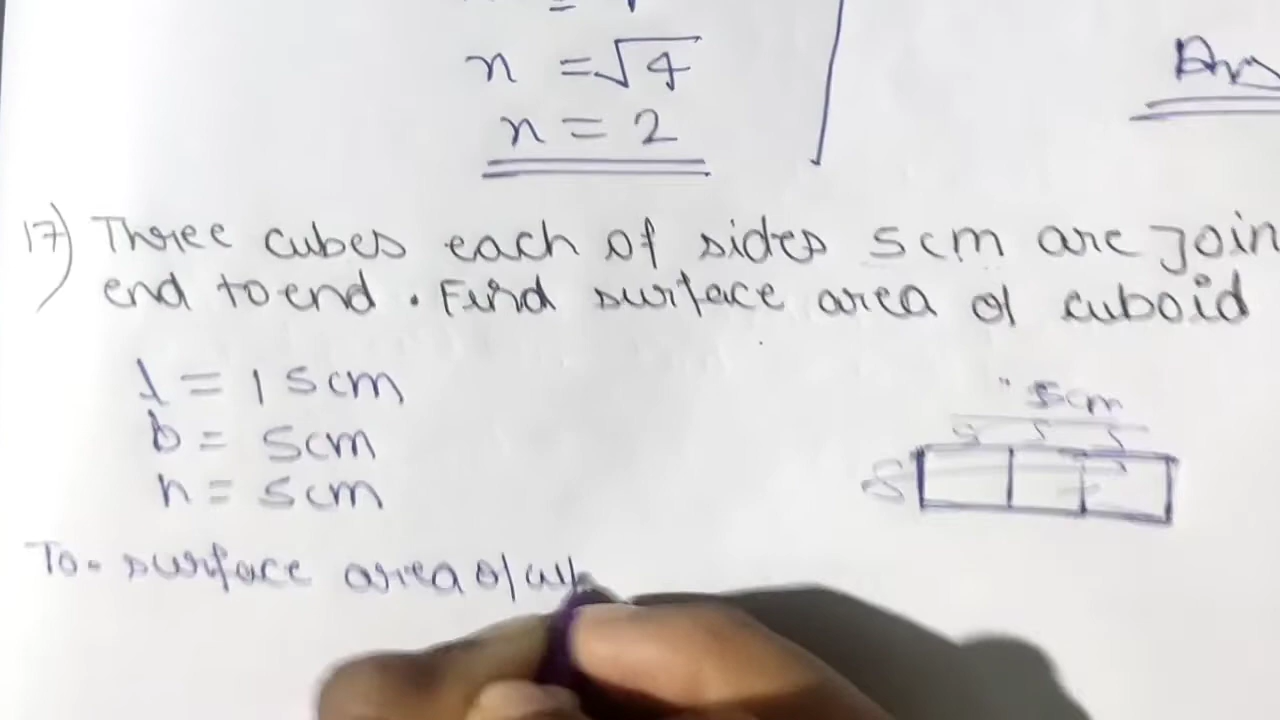 n = √4
n = 2
Ans
17) Three cubes each of sides 5cm are join
end to end. Find surface area of cuboid
l = 15cm
b = 5cm
h = 5cm
5cm
5 5 5
5
To. surface area of